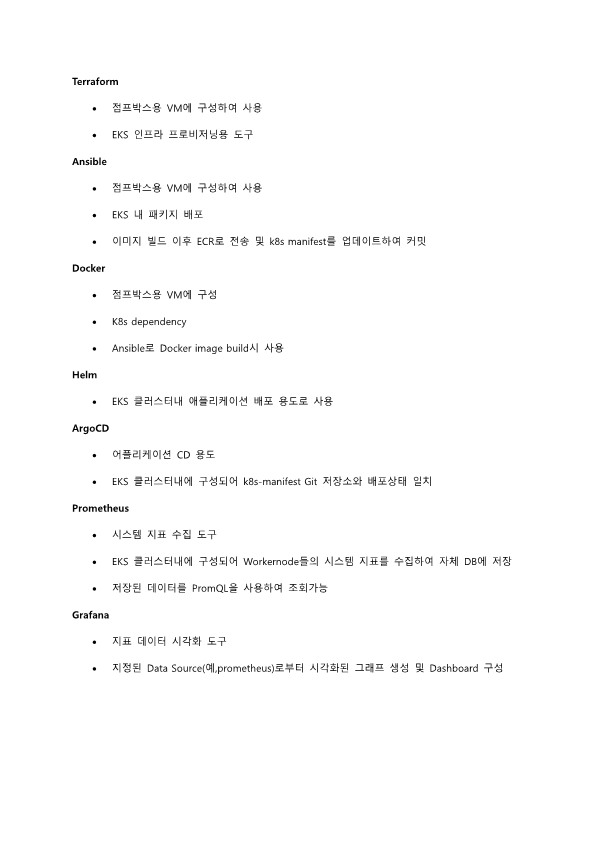 Terraform
• 점프박스용 VM에 구성하여 사용
• EKS 인프라 프로비저닝용 도구
Ansible
• 점프박스용 VM에 구성하여 사용
• EKS 내 패키지 배포
• 이미지 빌드 이후 ECR로 전송 및 k8s manifest를 업데이트하여 커밋
Docker
• 점프박스용 VM에 구성
• K8s dependency
• Ansible로 Docker image build시 사용
Helm
• EKS 클러스터내 애플리케이션 배포 용도로 사용
ArgoCD
• 어플리케이션 CD 용도
• EKS 클러스터내에 구성되어 k8s-manifest Git 저장소와 배포상태 일치
Prometheus
• 시스템 지표 수집 도구
• EKS 클러스터내에 구성되어 Workernode들의 시스템 지표를 수집하여 자체 DB에 저장
• 저장된 데이터를 PromQL을 사용하여 조회가능
Grafana
• 지표 데이터 시각화 도구
• 지정된 Data Source(예,prometheus)로부터 시각화된 그래프 생성 및 Dashboard 구성